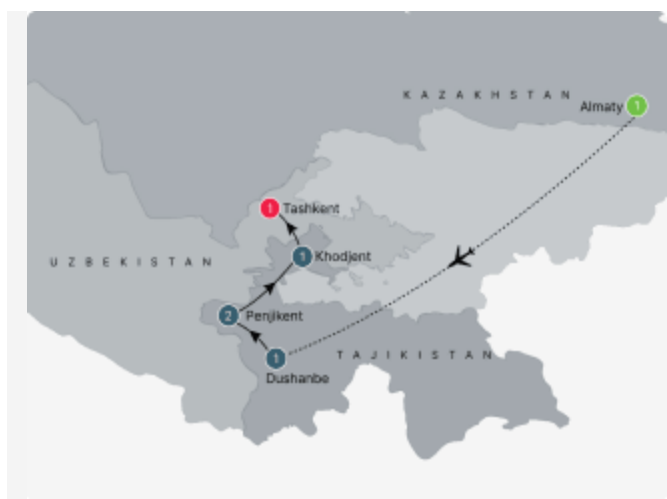 KAZAKHSTAN
Almaty 1
1 Tashkent
1 Khodjent
UZBEKISTAN
2 Penjikent
TAJIKISTAN
1
Dushanbe